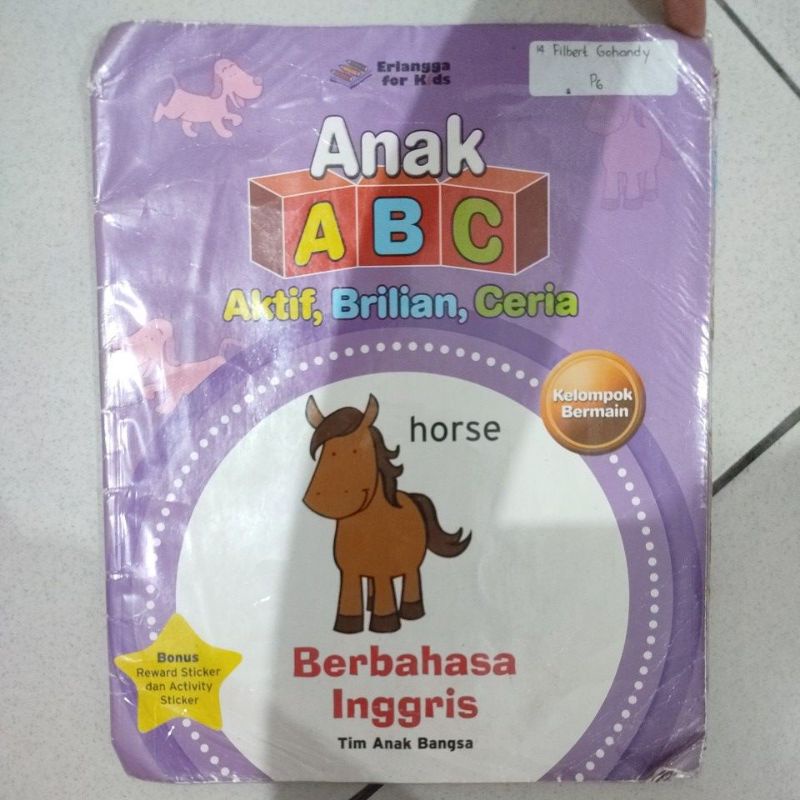 Erlangga
for Kids
14 Filbert Gohandy
PG
Anak
A B C
Aktif, Brilian, Ceria
Kelompok
Bermain
horse
Bonus
Reward Sticker
dan Activity
Sticker
Berbahasa
Inggris
Tim Anak Bangsa